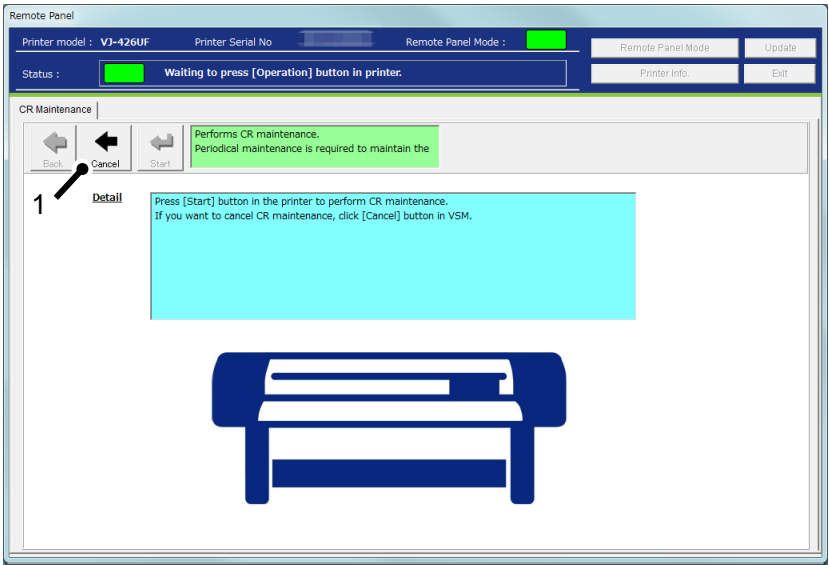 Remote Panel
Printer model : VJ-426UF Printer Serial No Remote Panel Mode :
Remote Panel Mode Update
Status : Waiting to press [Operation] button in printer.
Printer Info. Exit
CR Maintenance
Back Cancel Start
Performs CR maintenance.
Periodical maintenance is required to maintain the
1
Detail
Press [Start] button in the printer to perform CR maintenance.
If you want to cancel CR maintenance, click [Cancel] button in VSM.